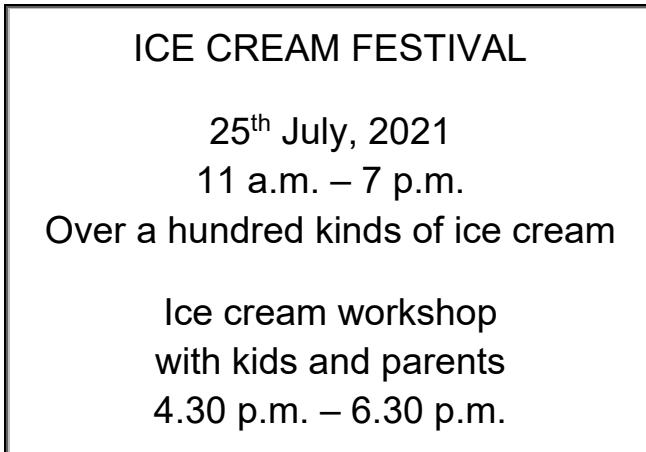 ICE CREAM FESTIVAL
25th July, 2021
11 a.m. – 7 p.m.
Over a hundred kinds of ice cream
Ice cream workshop
with kids and parents
4.30 p.m. – 6.30 p.m.